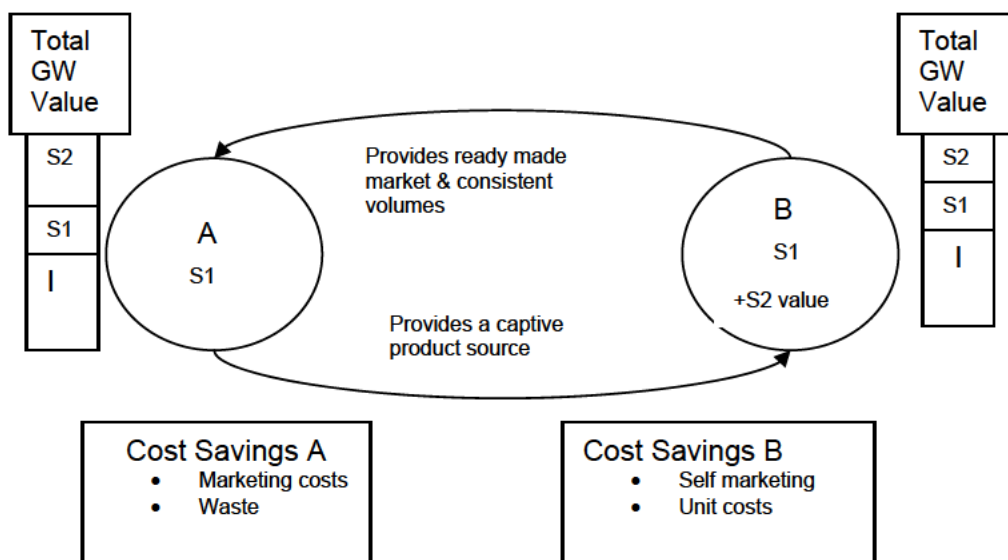 Total
GW
Value
S2
S1
I
A
S1
Provides ready made
market & consistent
volumes
Provides a captive
product source
B
S1
+S2 value
Total
GW
Value
S2
S1
I
Cost Savings A
• Marketing costs
• Waste
Cost Savings B
• Self marketing
• Unit costs